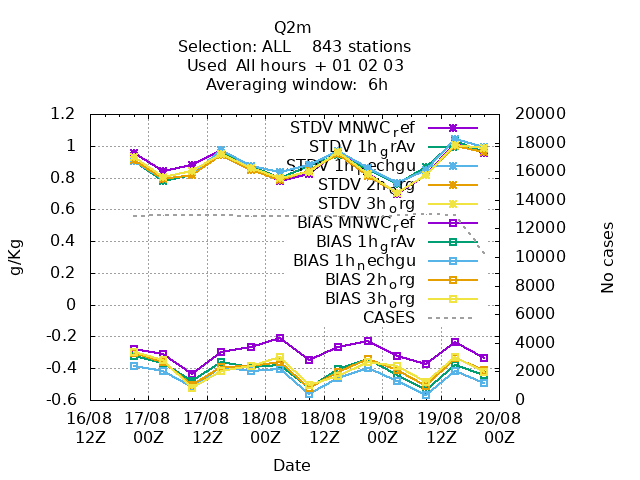 Q2m
Selection: ALL 843 stations
Used All hours + 01 02 03
Averaging window: 6h
1.2
1
0.8
0.6
0.4
0.2
0
-0.2
-0.4
-0.6
g/Kg
20000
18000
16000
14000
12000
10000
8000
6000
4000
2000
0
No cases
STDV MNWC_ref
STDV 1h_grAv
STDV 1h_nechgu
STDV 2h_org
STDV 3h_org
BIAS MNWC_ref
BIAS 1h_grAv
BIAS 1h_nechgu
BIAS 2h_org
BIAS 3h_org
CASES
16/08 17/08 17/08 18/08 18/08 19/08 19/08 20/08
12Z 00Z 12Z 00Z 12Z 00Z 12Z 00Z
Date